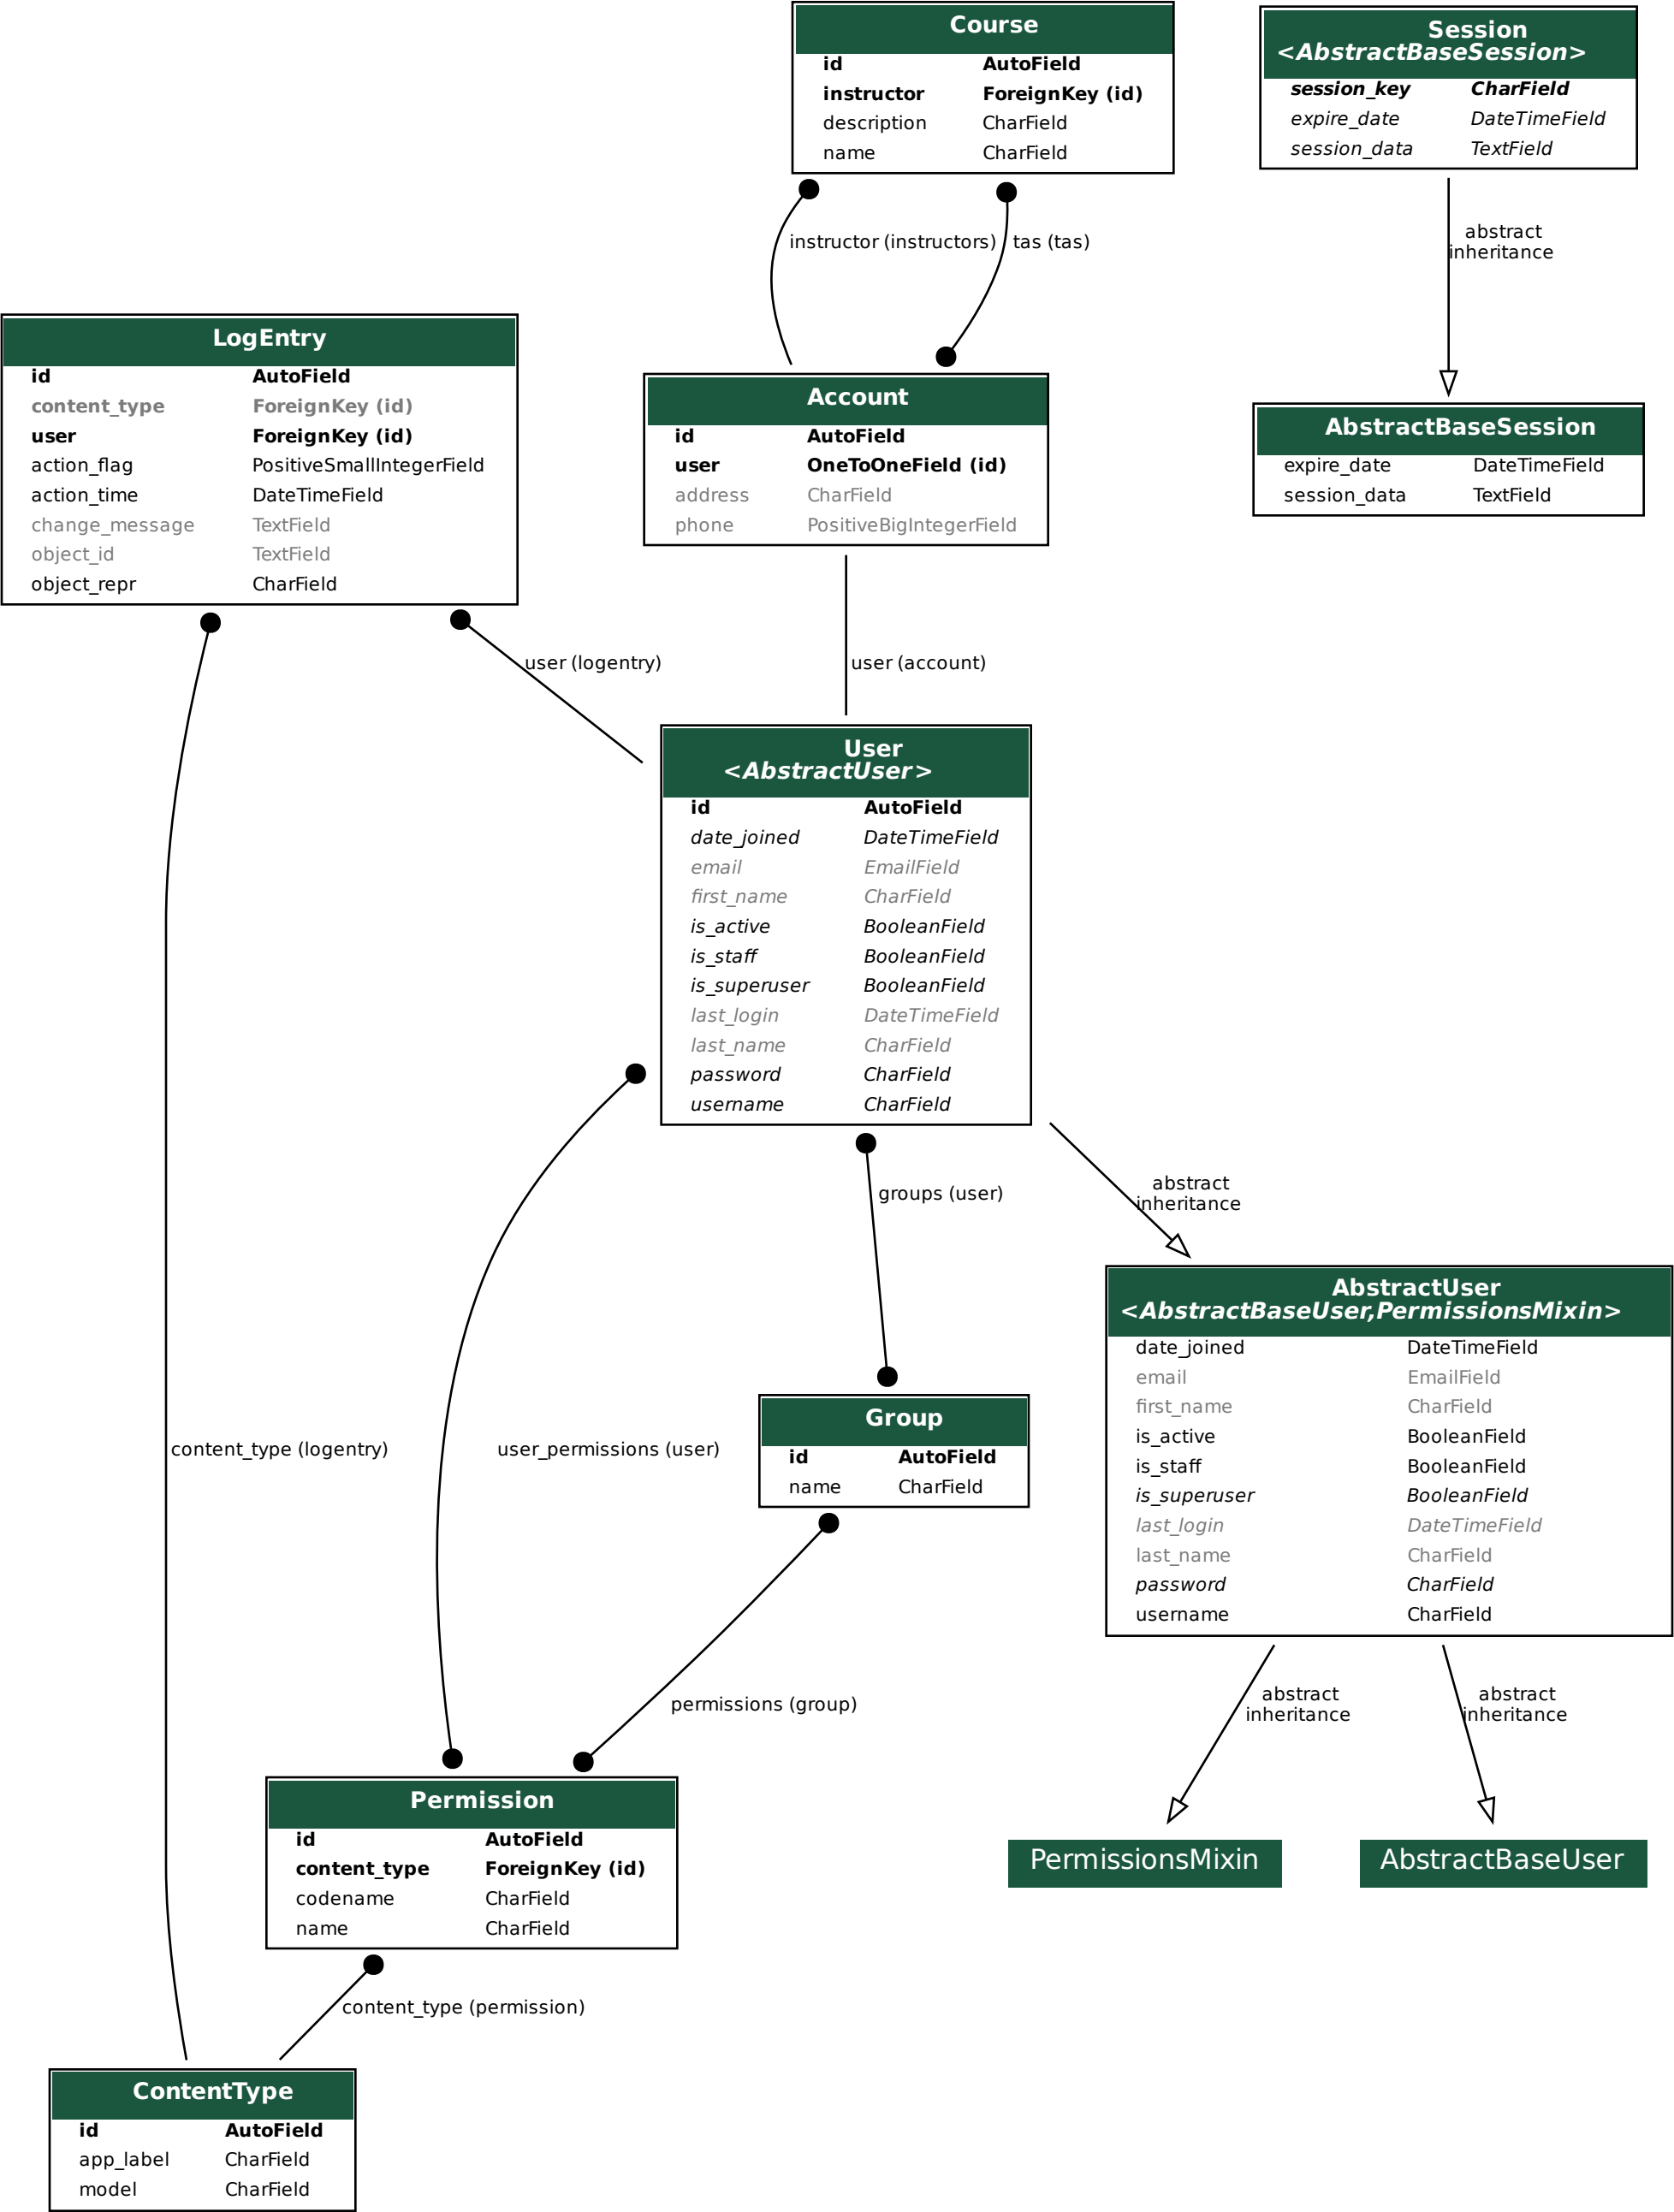 Course
id AutoField
instructor ForeignKey (id)
description CharField
name CharField
Session
<AbstractBaseSession>
session_key CharField
expire_date DateTimeField
session_data TextField
instructor (instructors)
tas (tas)
abstract
inheritance
LogEntry
id AutoField
content_type ForeignKey (id)
user ForeignKey (id)
action_flag PositiveSmallIntegerField
action_time DateTimeField
change_message TextField
object_id TextField
object_repr CharField
Account
id AutoField
user OneToOneField (id)
address CharField
phone PositiveBigIntegerField
AbstractBaseSession
expire_date DateTimeField
session_data TextField
user (logentry)
user (account)
User
<AbstractUser>
id AutoField
date_joined DateTimeField
email EmailField
first_name CharField
is_active BooleanField
is_staff BooleanField
is_superuser BooleanField
last_login DateTimeField
last_name CharField
password CharField
username CharField
groups (user)
abstract
inheritance
AbstractUser
<AbstractBaseUser,PermissionsMixin>
date_joined DateTimeField
email EmailField
first_name CharField
is_active BooleanField
is_staff BooleanField
is_superuser BooleanField
last_login DateTimeField
last_name CharField
password CharField
username CharField
content_type (logentry)
user_permissions (user)
Group
id AutoField
name CharField
permissions (group)
abstract
inheritance
abstract
inheritance
Permission
id AutoField
content_type ForeignKey (id)
codename CharField
name CharField
PermissionsMixin
AbstractBaseUser
content_type (permission)
ContentType
id AutoField
app_label CharField
model CharField